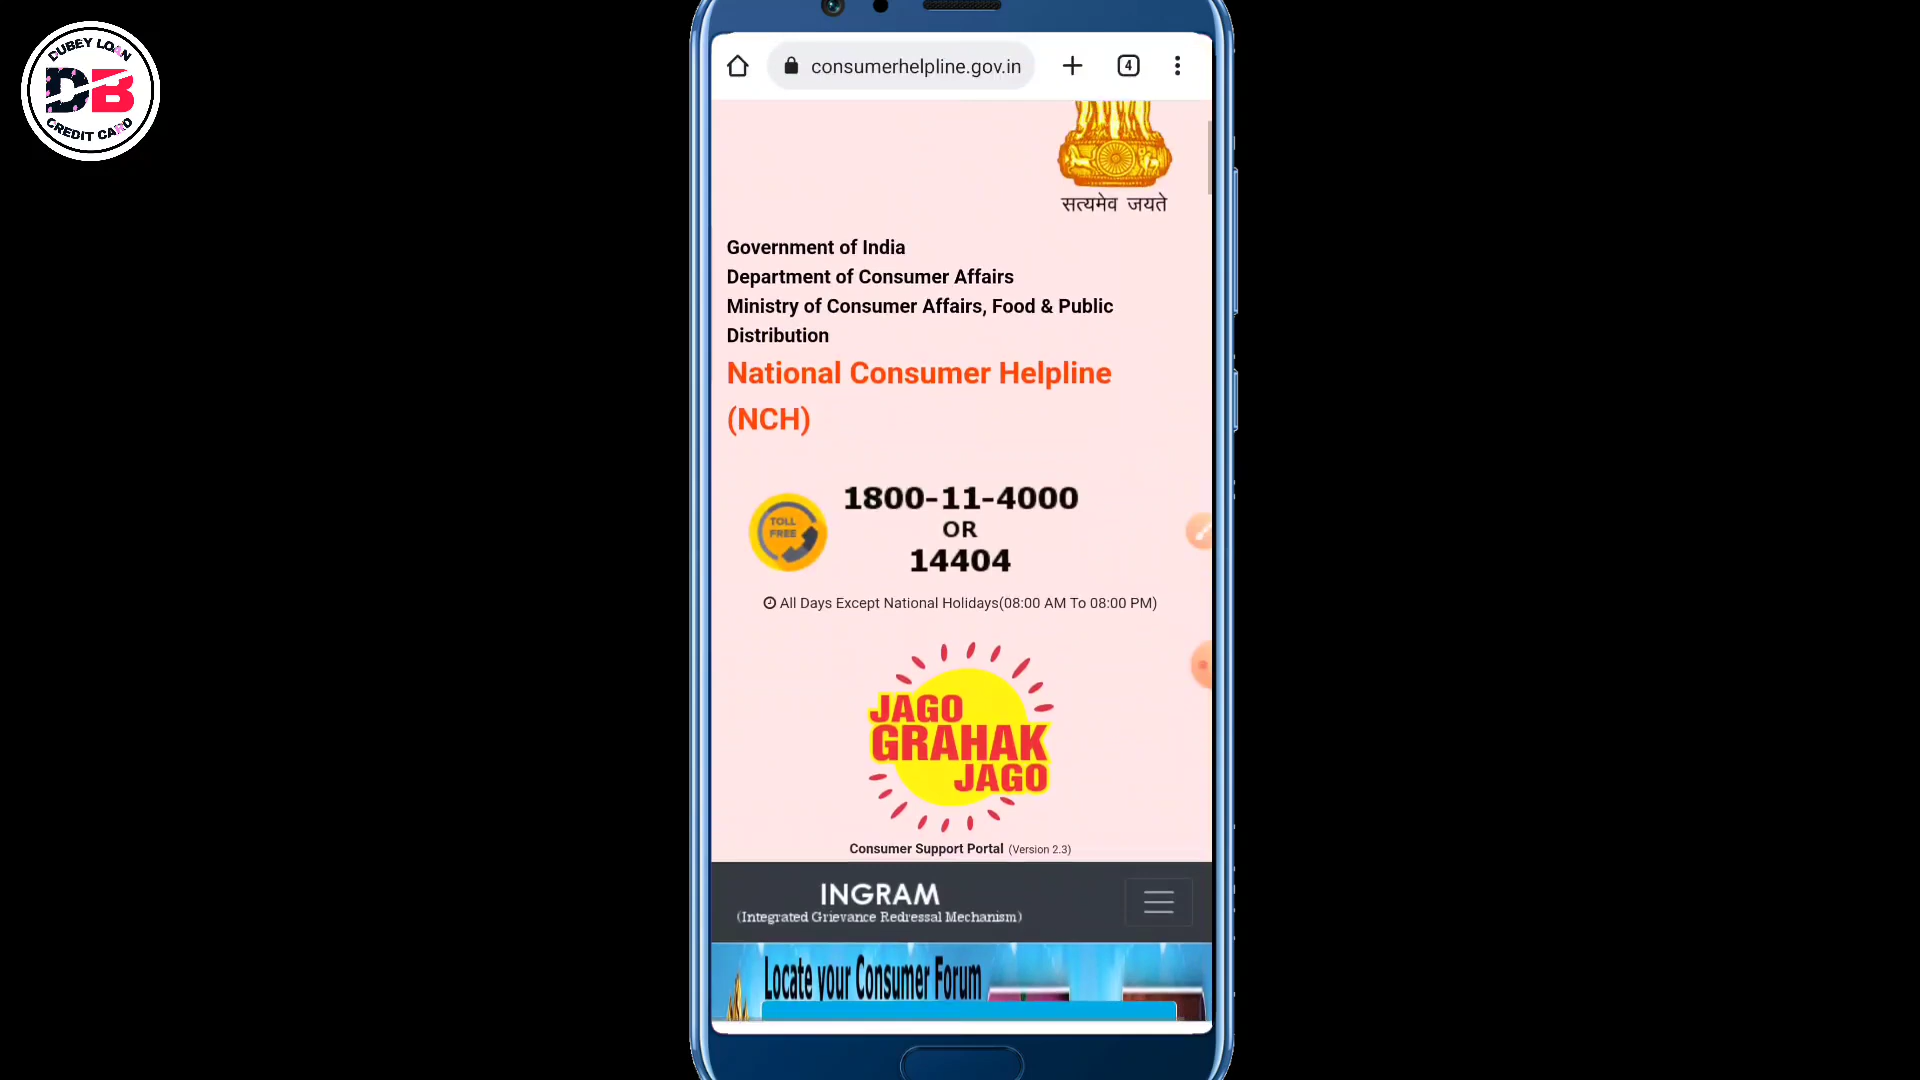 DUBEY LOAN
DB
CREDIT CARD
consumerhelpline.gov.in
4
सत्यमेव जयते
Government of India
Department of Consumer Affairs
Ministry of Consumer Affairs, Food & Public
Distribution
National Consumer Helpline
(NCH)
TOLL
FREE
1800-11-4000
OR
14404
All Days Except National Holidays(08:00 AM To 08:00 PM)
JAGO
GRAHAK
JAGO
Consumer Support Portal (Version 2.3)
INGRAM
(Integrated Grievance Redressal Mechanism)
Locate your Consumer Forum